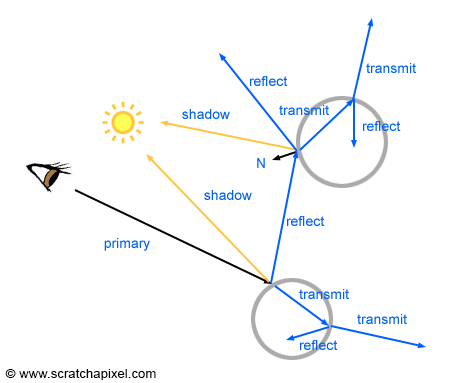 transmit
reflect
transmit
shadow
reflect
N
shadow
reflect
primary
transmit
transmit
reflect
© www.scratchapixel.com